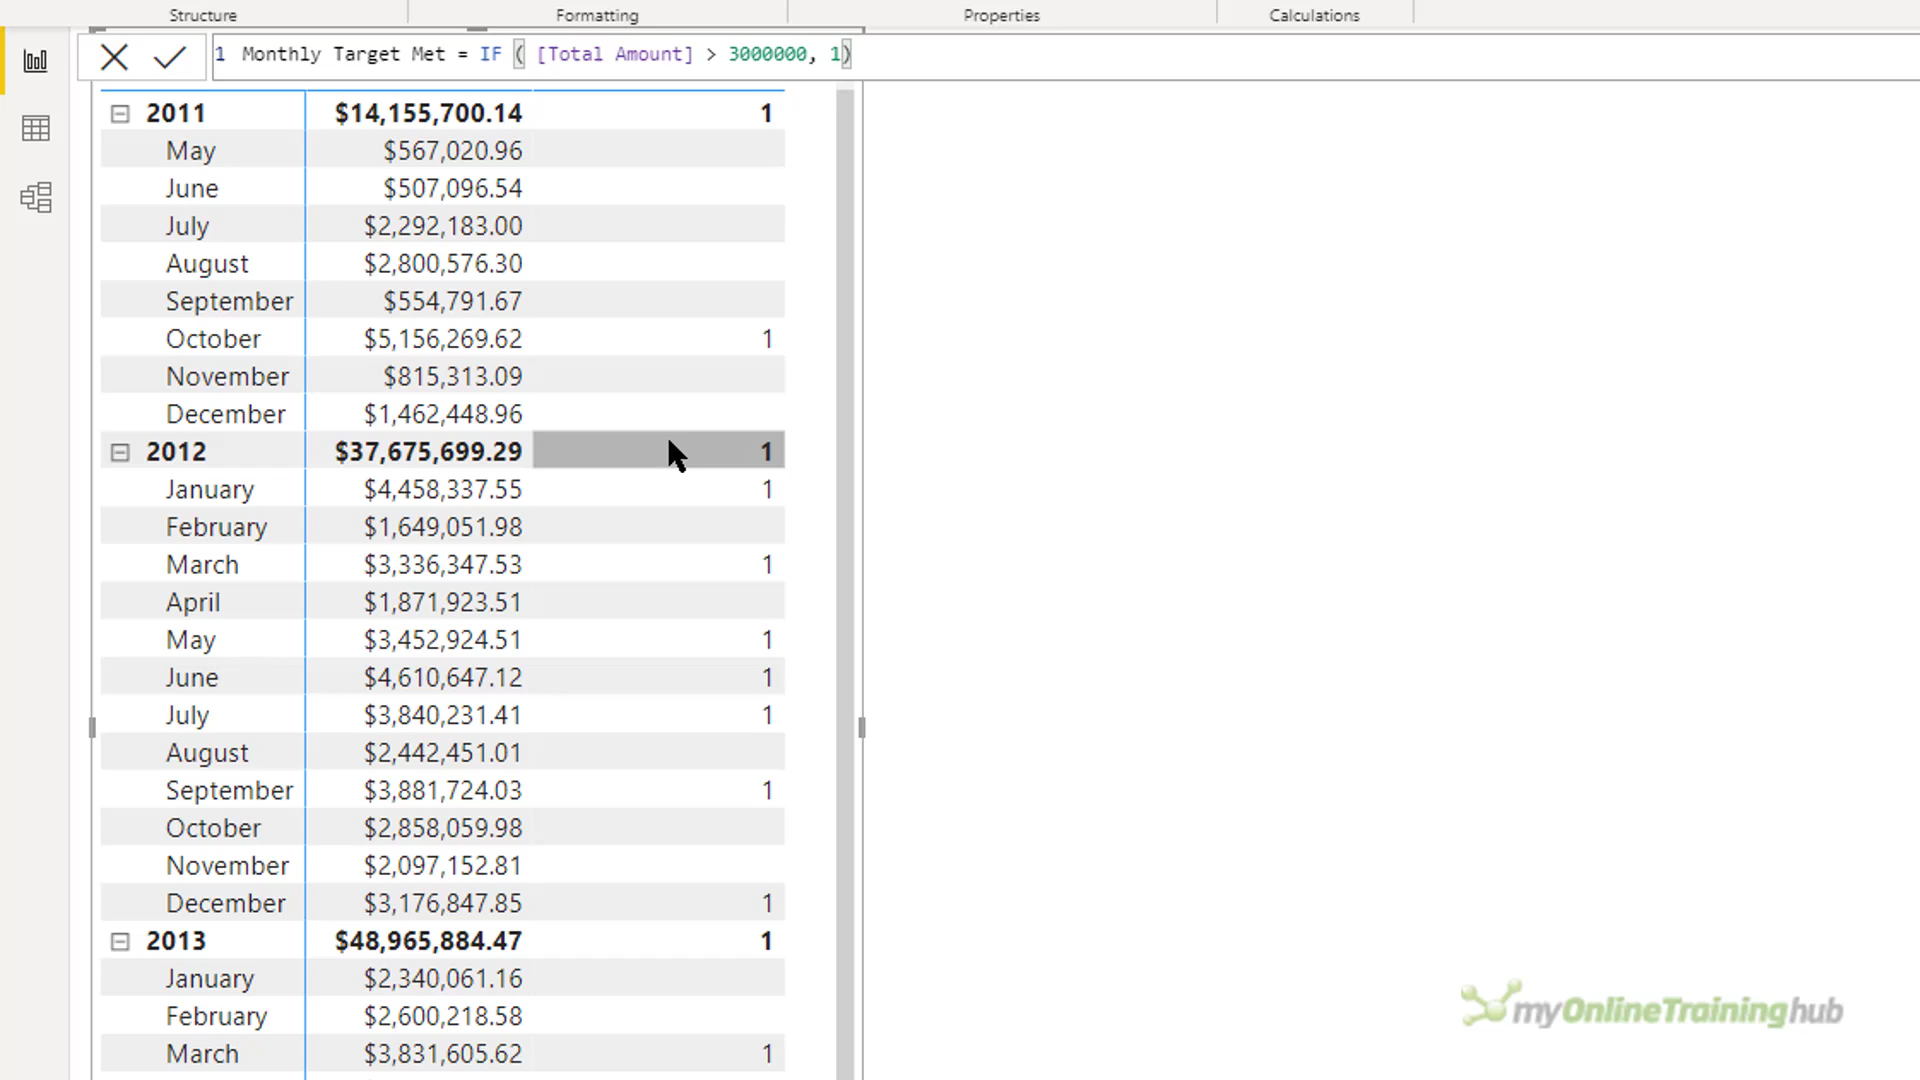 Structure Formatting Properties Calculations
1 Monthly Target Met = IF ( [Total Amount] > 3000000, 1)
2011 $14,155,700.14 1
May $567,020.96
June $507,096.54
July $2,292,183.00
August $2,800,576.30
September $554,791.67
October $5,156,269.62 1
November $815,313.09
December $1,462,448.96
2012 $37,675,699.29 1
January $4,458,337.55 1
February $1,649,051.98
March $3,336,347.53 1
April $1,871,923.51
May $3,452,924.51 1
June $4,610,647.12 1
July $3,840,231.41 1
August $2,442,451.01
September $3,881,724.03 1
October $2,858,059.98
November $2,097,152.81
December $3,176,847.85 1
2013 $48,965,884.47 1
January $2,340,061.16
February $2,600,218.58
March $3,831,605.62 1
myOnlineTraininghub